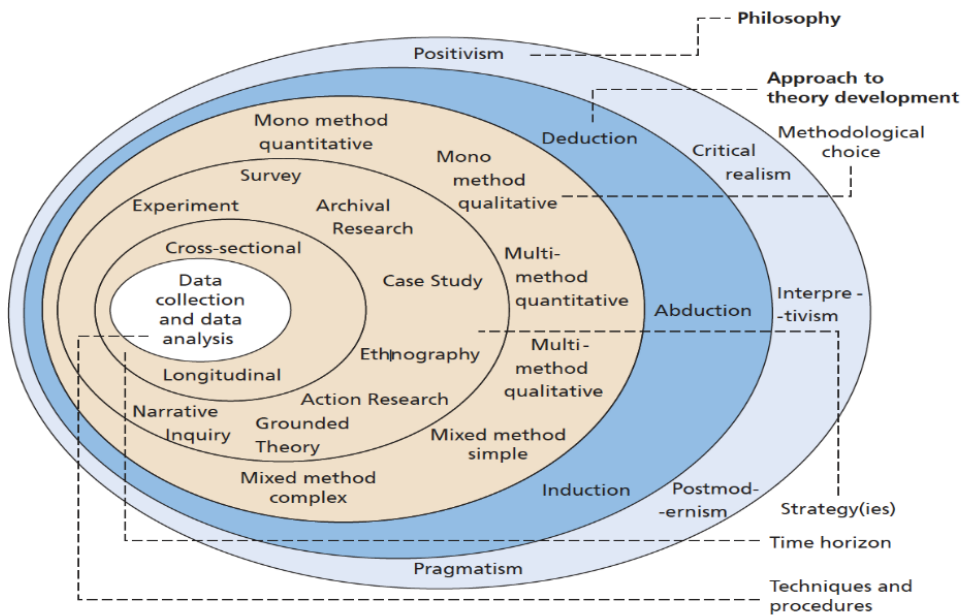 Philosophy
Positivism
Approach to
theory development
Deduction
Methodological
choice
Critical
realism
Mono method
quantitative
Mono
method
qualitative
Survey
Experiment
Archival
Research
Cross-sectional
Data
collection
and data
analysis
Case Study
Multi-
method
quantitative
Abduction
Interpre -
-tivism
Ethnography
Multi-
method
qualitative
Longitudinal
Action Research
Narrative
Inquiry
Grounded
Theory
Mixed method
simple
Mixed method
complex
Induction
Postmod-
-ernism
Strategy(ies)
Time horizon
Pragmatism
Techniques and
procedures